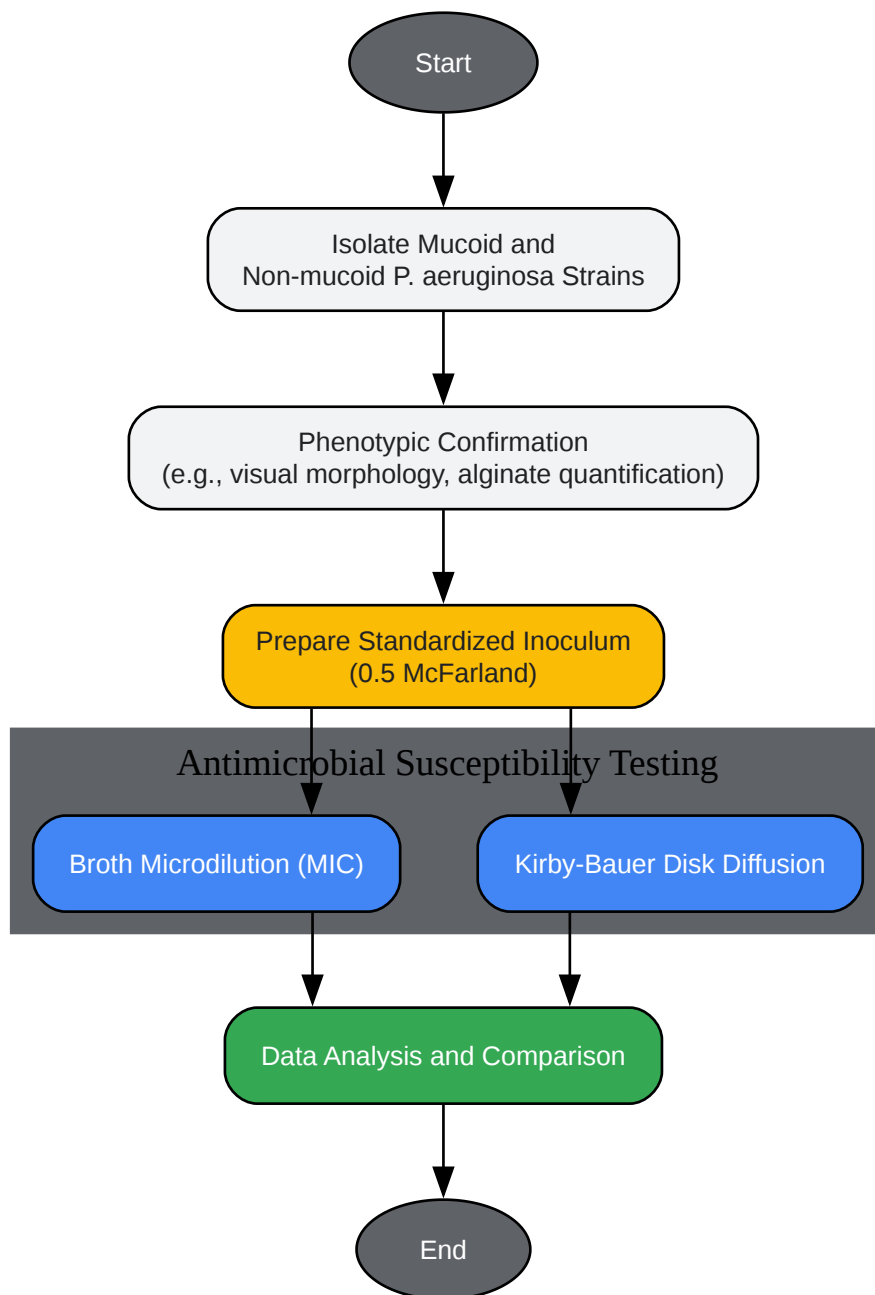 Start
Isolate Mucoid and
Non-mucoid P. aeruginosa Strains
Phenotypic Confirmation
(e.g., visual morphology, alginate quantification)
Prepare Standardized Inoculum
(0.5 McFarland)
Antimicrobial Susceptibility Testing
Broth Microdilution (MIC)
Kirby-Bauer Disk Diffusion
Data Analysis and Comparison
End